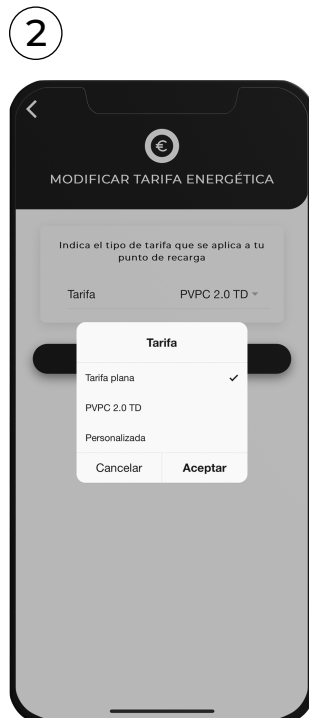 2
€
MODIFICAR TARIFA ENERGÉTICA
Indica el tipo de tarifa que se aplica a tu
punto de recarga
Tarifa PVPC 2.0 TD
Tarifa
Tarifa plana
PVPC 2.0 TD
Personalizada
Cancelar Aceptar